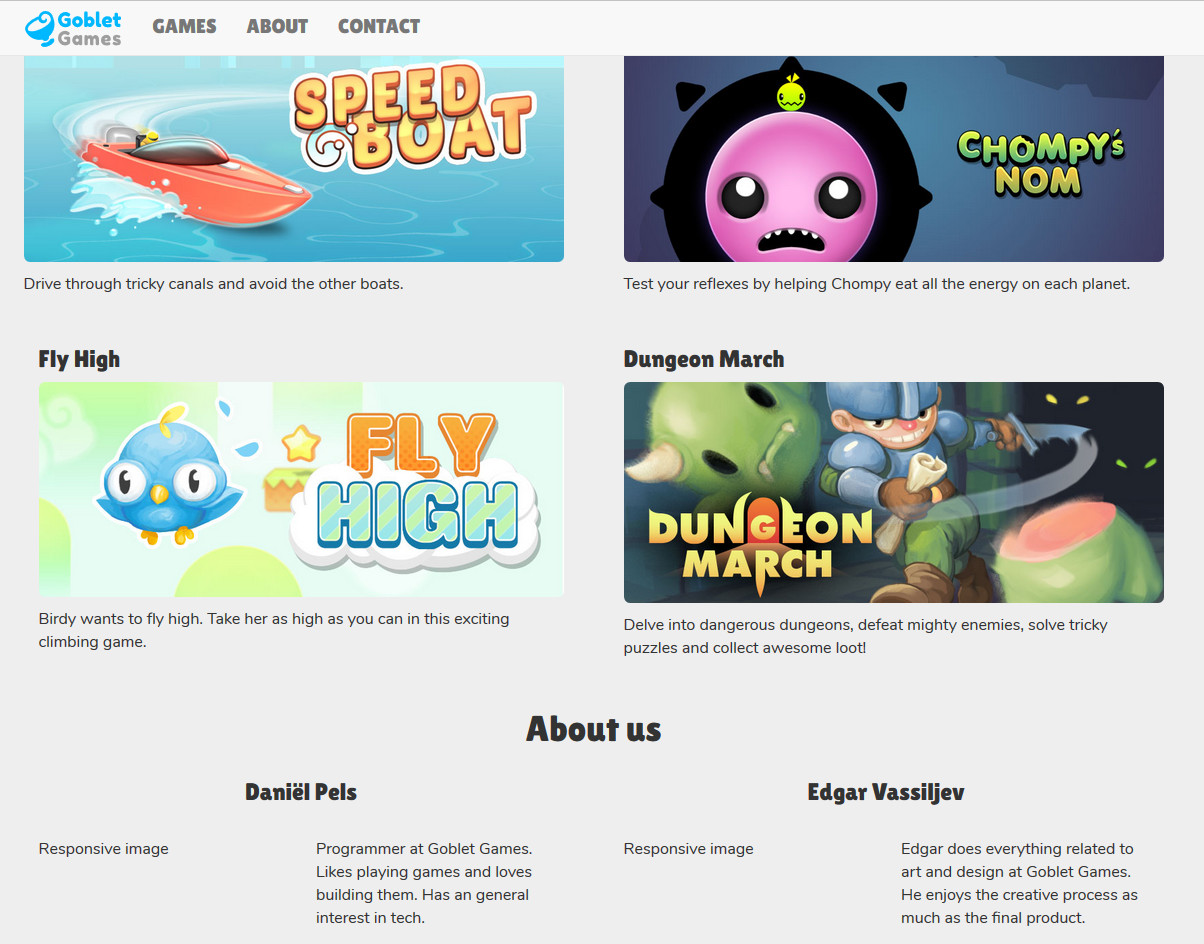 Goblet
Games
GAMES
ABOUT
CONTACT
SPEED
BOAT
CHOMPY's
NOM
Drive through tricky canals and avoid the other boats.
Test your reflexes by helping Chompy eat all the energy on each planet.
Fly High
Dungeon March
FLY
HIGH
DUNGEON
MARCH
Birdy wants to fly high. Take her as high as you can in this exciting
climbing game.
Delve into dangerous dungeons, defeat mighty enemies, solve tricky
puzzles and collect awesome loot!
About us
Daniël Pels
Edgar Vassiljev
Responsive image
Programmer at Goblet Games.
Likes playing games and loves
building them. Has an general
interest in tech.
Responsive image
Edgar does everything related to
art and design at Goblet Games.
He enjoys the creative process as
much as the final product.